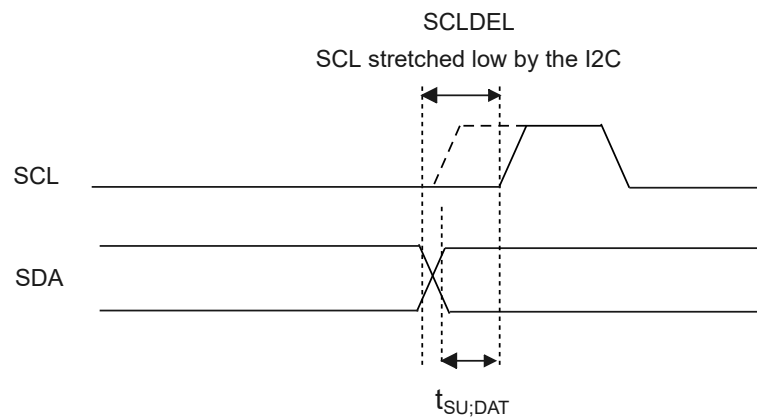 SCLDEL
SCL stretched low by the I2C
SCL
SDA
tSU;DAT